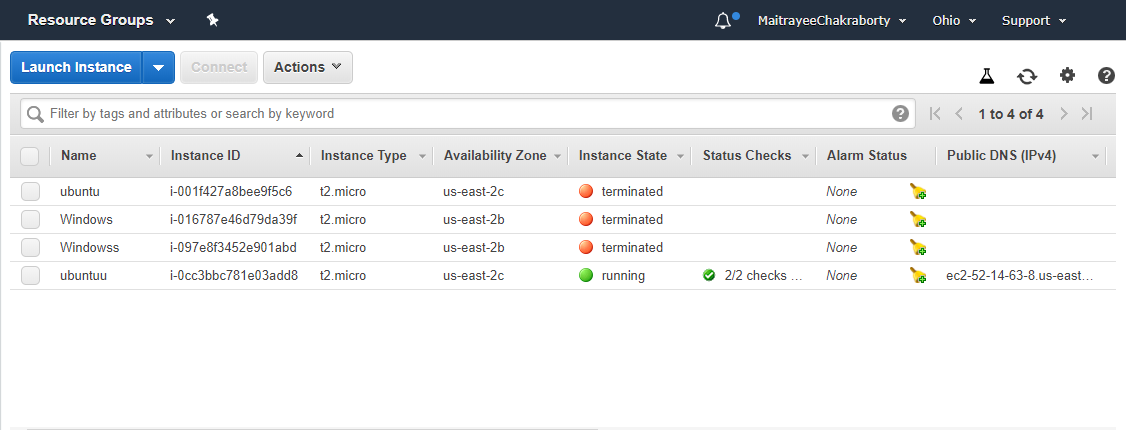 Resource Groups MaitrayeeChakraborty Ohio Support
Launch Instance Connect Actions
Filter by tags and attributes or search by keyword 1 to 4 of 4
Name Instance ID Instance Type Availability Zone Instance State Status Checks Alarm Status Public DNS (IPv4)
ubuntu i-001f427a8bee9f5c6 t2.micro us-east-2c terminated None
Windows i-016787e46d79da39f t2.micro us-east-2b terminated None
Windowss i-097e8f3452e901abd t2.micro us-east-2b terminated None
ubuntuu i-0cc3bbc781e03add8 t2.micro us-east-2c running 2/2 checks ... None ec2-52-14-63-8.us-east...